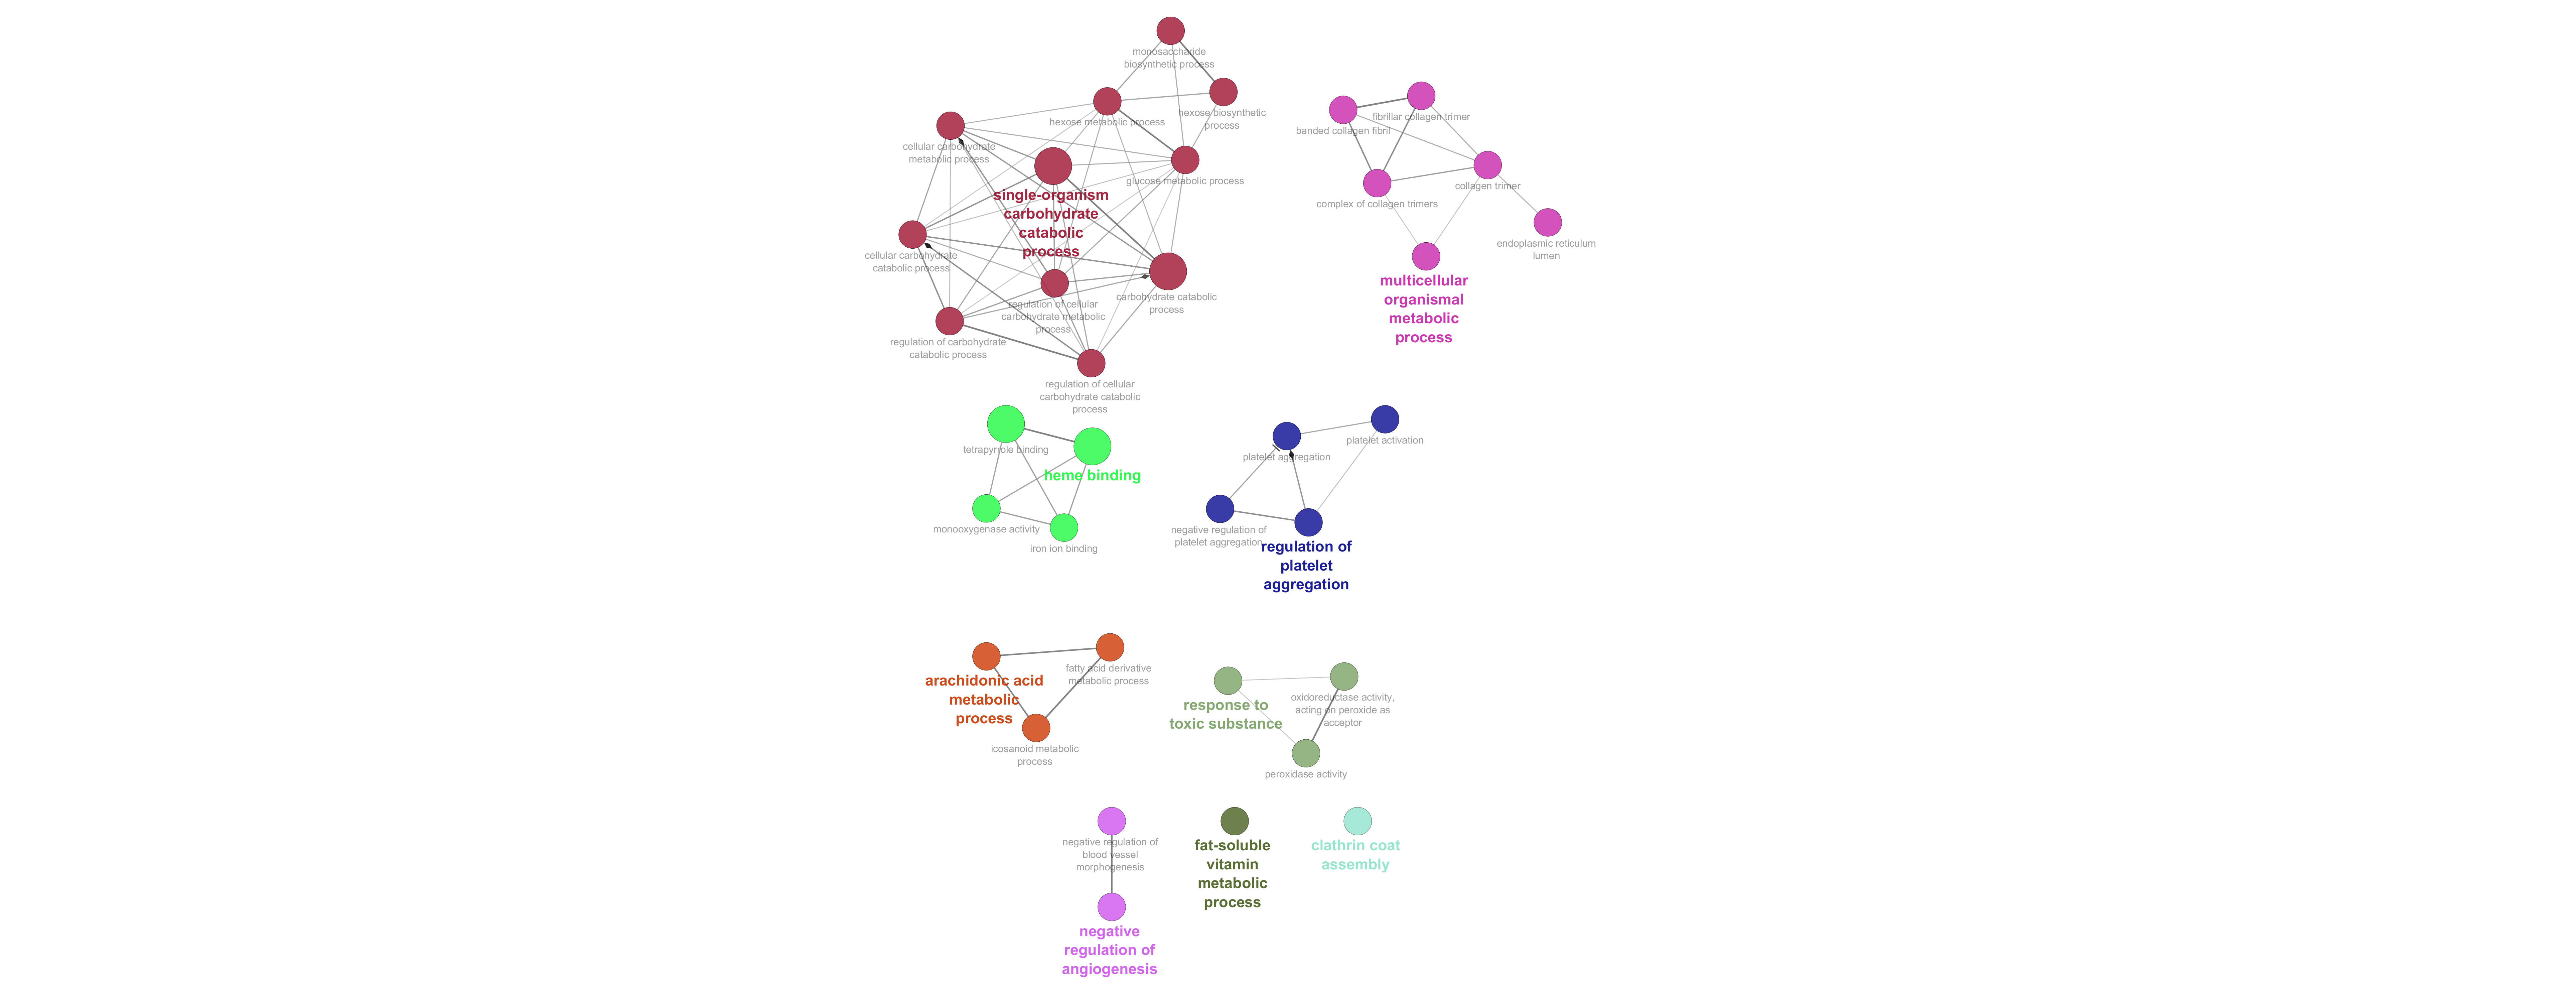 monosaccharide
biosynthetic process
hexose metabolic process
hexose biosynthetic
process
cellular carbohydrate
metabolic process
glucose metabolic process
single-organism
carbohydrate
catabolic
process
cellular carbohydrate
catabolic process
regulation of cellular
carbohydrate metabolic
process
carbohydrate catabolic
process
regulation of carbohydrate
catabolic process
regulation of cellular
carbohydrate catabolic
process
fibrillar collagen trimer
banded collagen fibril
collagen trimer
complex of collagen trimers
endoplasmic reticulum
lumen
multicellular
organismal
metabolic
process
tetrapyrrole binding
heme binding
monooxygenase activity
iron ion binding
platelet activation
platelet aggregation
negative regulation of
platelet aggregation
regulation of
platelet
aggregation
fatty acid derivative
metabolic process
arachidonic acid
metabolic
process
icosanoid metabolic
process
oxidoreductase activity,
acting on peroxide as
acceptor
response to
toxic substance
peroxidase activity
negative regulation of
blood vessel
morphogenesis
negative
regulation of
angiogenesis
fat-soluble
vitamin
metabolic
process
clathrin coat
assembly